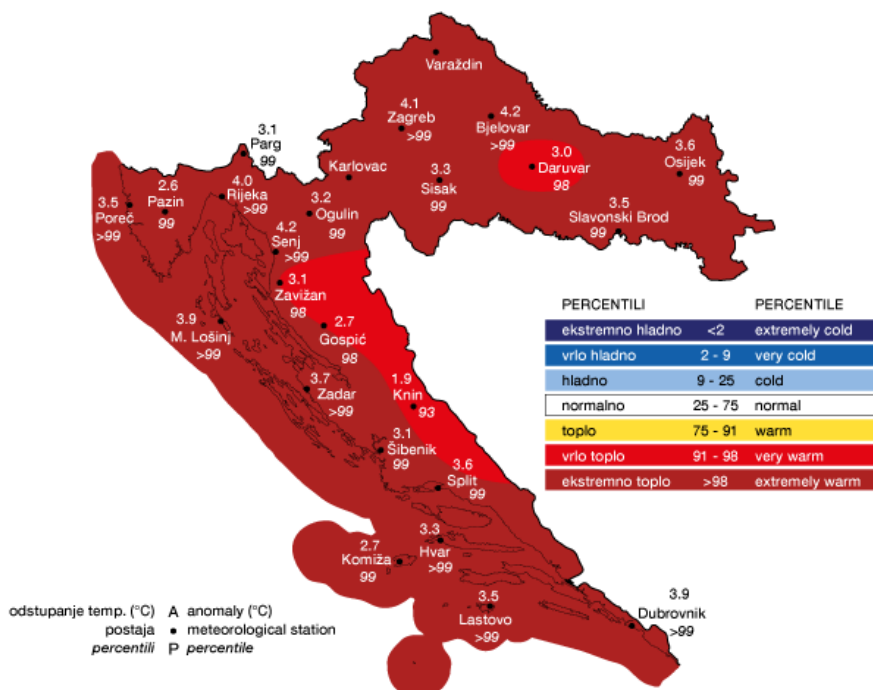 Varaždin
4.1
Zagreb
>99
4.2
Bjelovar
>99
3.1
Parg
99
3.0
Daruvar
98
3.6
Osijek
99
Karlovac
3.3
Sisak
99
2.6
Pazin
99
4.0
Rijeka
>99
3.2
Ogulin
99
3.5
Poreč
>99
3.5
Slavonski Brod
99
4.2
Senj
>99
3.1
Zavižan
98
2.7
Gospić
98
3.9
M. Lošinj
>99
3.7
Zadar
>99
1.9
Knin
93
3.1
Šibenik
99
3.6
Split
99
3.3
Hvar
>99
2.7
Komiža
99
3.5
Lastovo
>99
3.9
Dubrovnik
>99
PERCENTILI PERCENTILE
ekstremno hladno <2 extremely cold
vrlo hladno 2 - 9 very cold
hladno 9 - 25 cold
normalno 25 - 75 normal
toplo 75 - 91 warm
vrlo toplo 91 - 98 very warm
ekstremno toplo >98 extremely warm
odstupanje temp. (°C) A anomaly (°C)
postaja • meteorological station
percentili P percentile